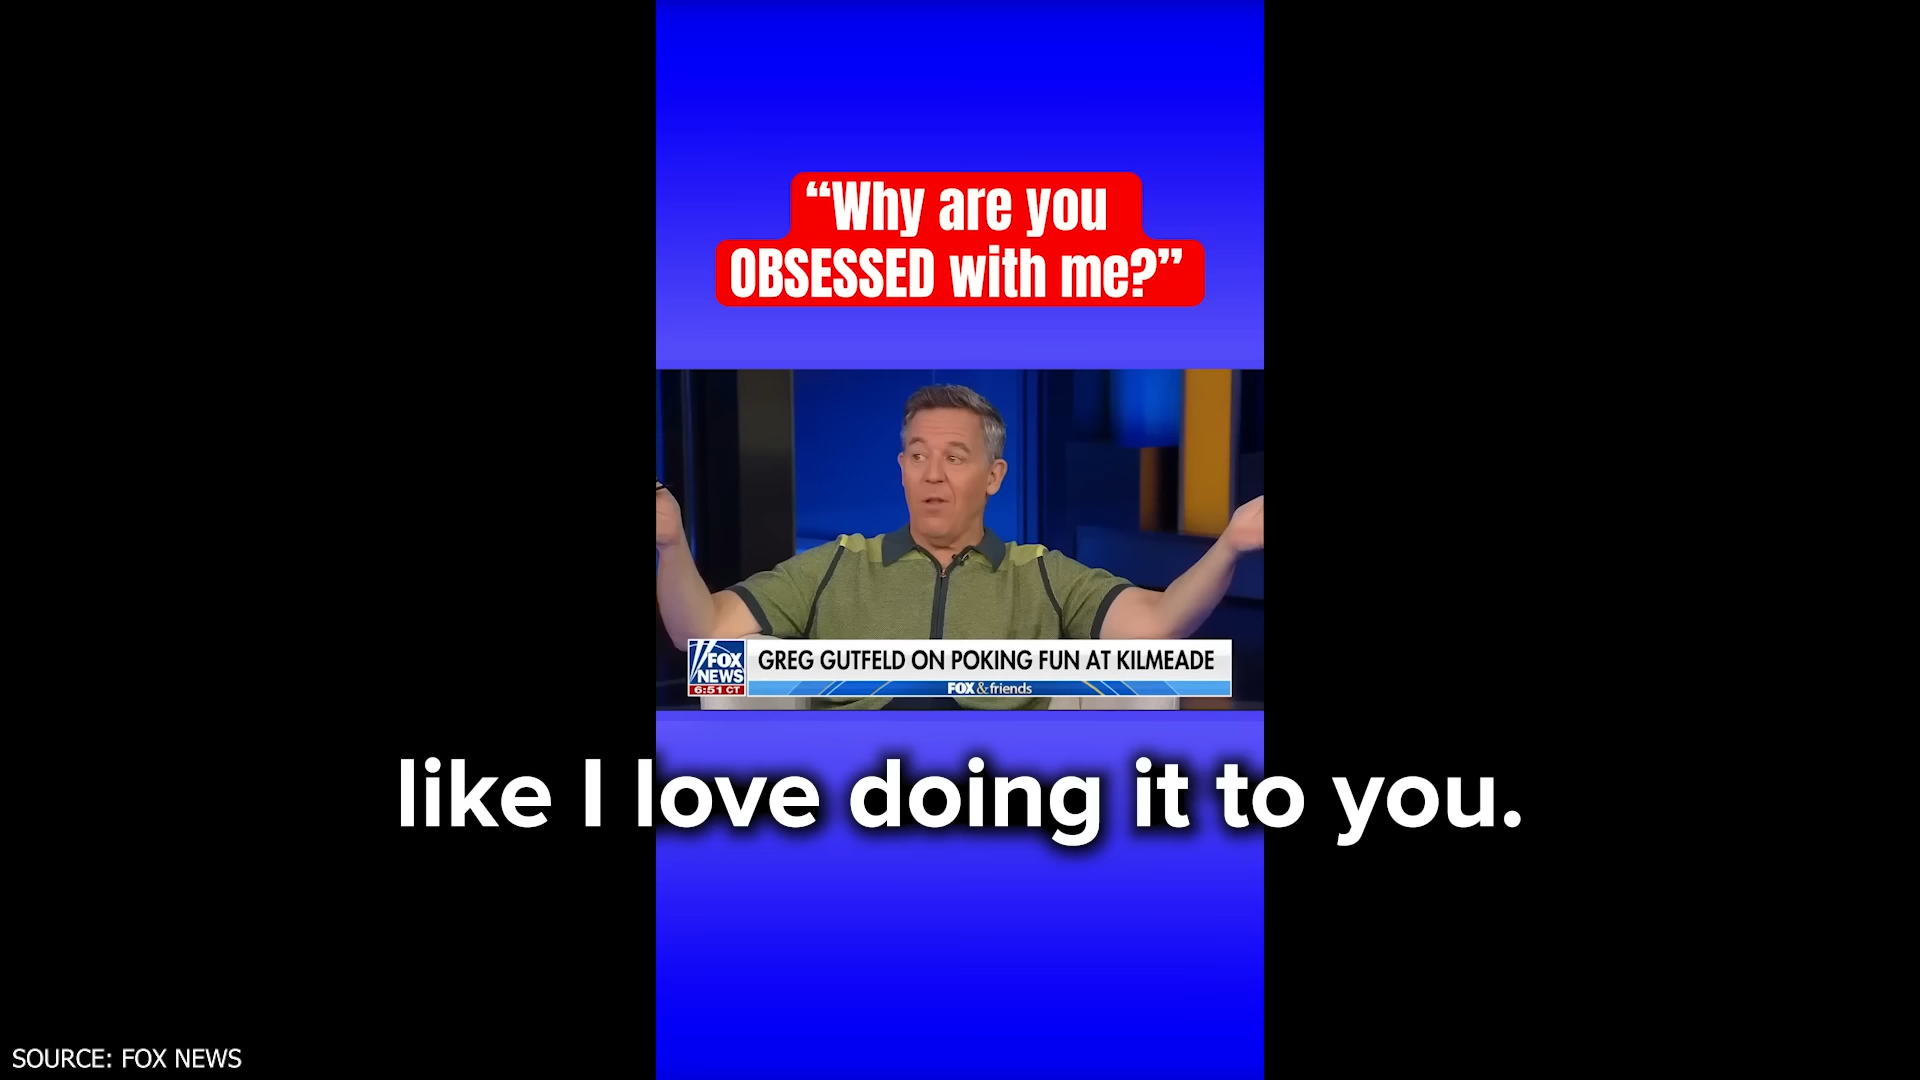 “Why are you
OBSESSED with me?”
FOX
NEWS
6:51 CT
GREG GUTFELD ON POKING FUN AT KILMEADE
FOX & friends
like I love doing it to you.
SOURCE: FOX NEWS